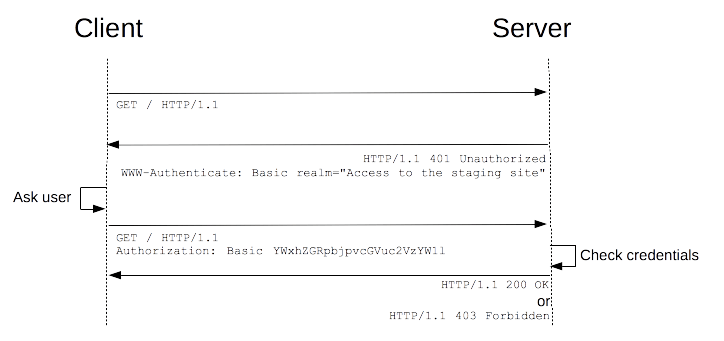 Client
Server
GET / HTTP/1.1
HTTP/1.1 401 Unauthorized
WWW-Authenticate: Basic realm="Access to the staging site"
Ask user
GET / HTTP/1.1
Authorization: Basic YWxhZGRpbjpvcGVuc2VzYW1l
Check credentials
HTTP/1.1 200 OK
or
HTTP/1.1 403 Forbidden